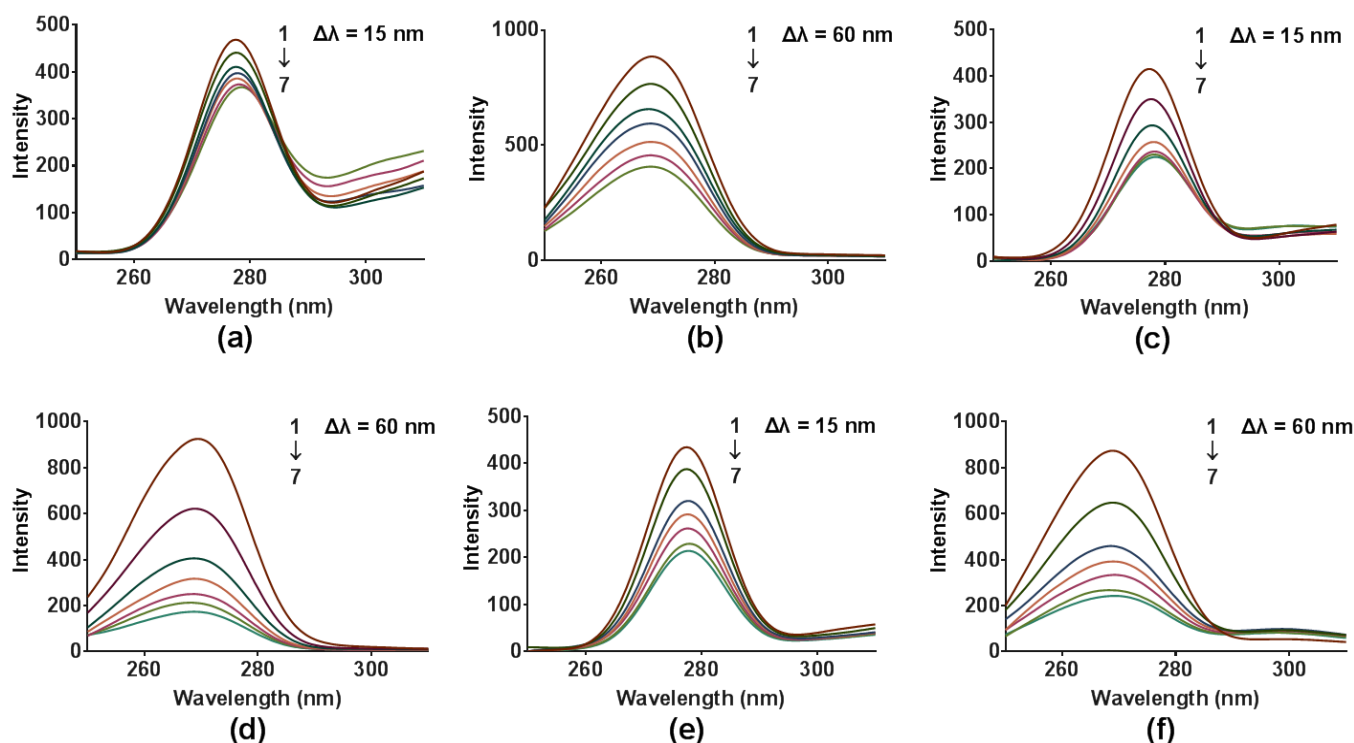 500
400
300
200
100
0
260
280
300
Intensity
Wavelength (nm)
1
↓
7
Δλ = 15 nm
(a)
1000
500
0
260
280
300
Intensity
Wavelength (nm)
1
↓
7
Δλ = 60 nm
(b)
500
400
300
200
100
0
260
280
300
Intensity
Wavelength (nm)
1
↓
7
Δλ = 15 nm
(c)
1000
800
600
400
200
0
260
280
300
Intensity
Wavelength (nm)
1
↓
7
Δλ = 60 nm
(d)
500
400
300
200
100
0
260
280
300
Intensity
Wavelength (nm)
1
↓
7
Δλ = 15 nm
(e)
1000
800
600
400
200
0
260
280
300
Intensity
Wavelength (nm)
1
↓
7
Δλ = 60 nm
(f)